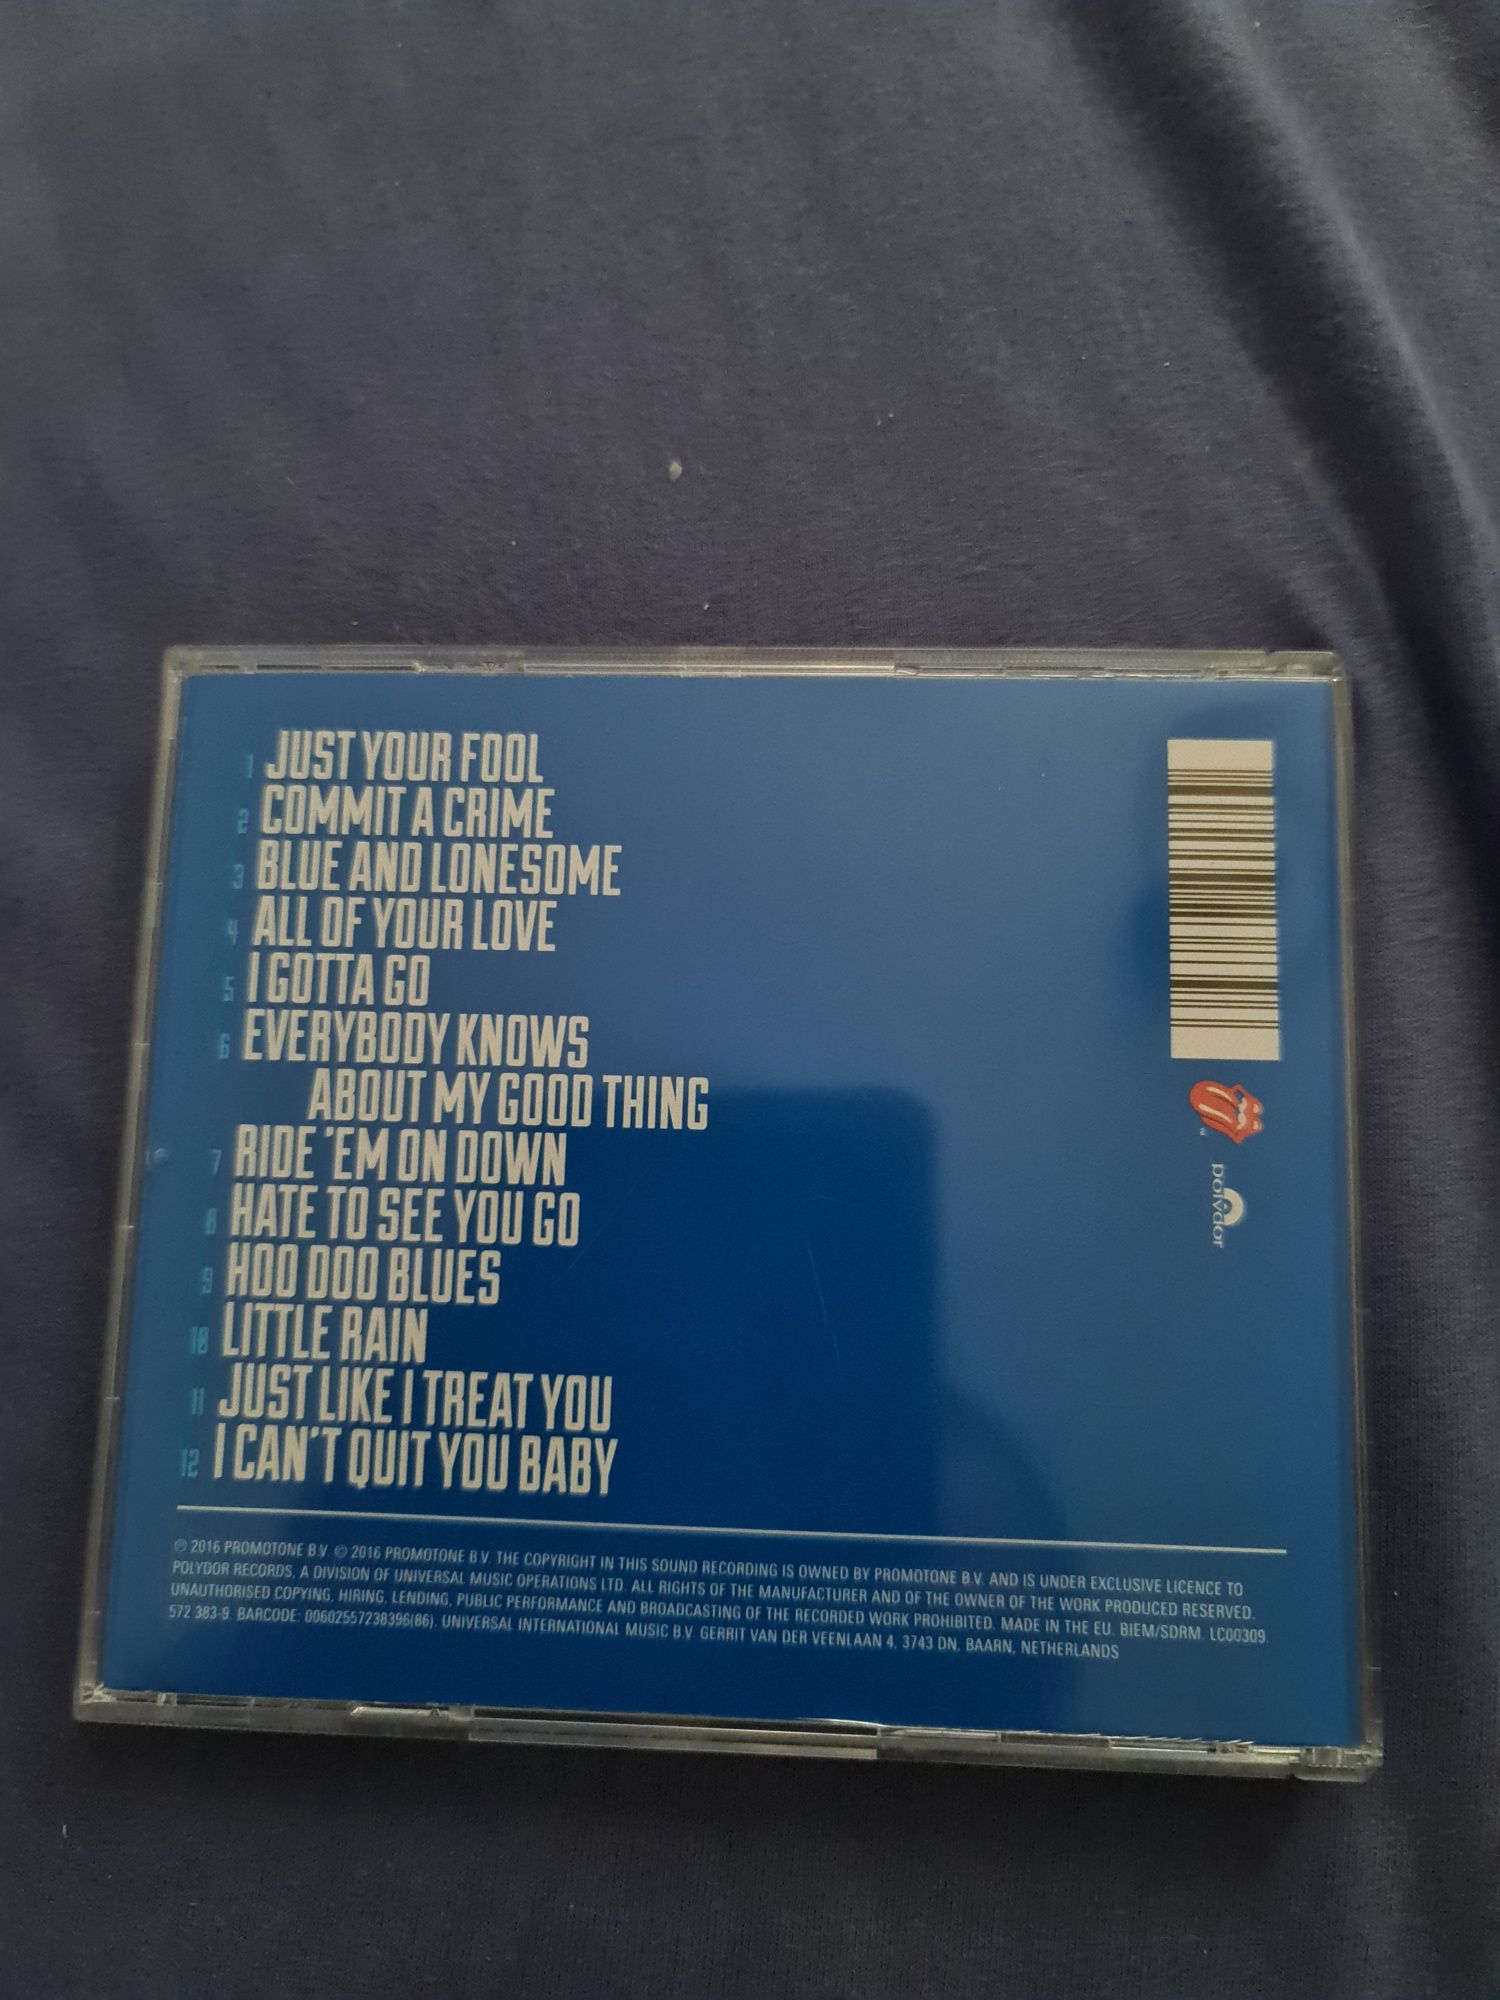 1 JUST YOUR FOOL
2 COMMIT A CRIME
3 BLUE AND LONESOME
4 ALL OF YOUR LOVE
5 I GOTTA GO
6 EVERYBODY KNOWS
ABOUT MY GOOD THING
7 RIDE 'EM ON DOWN
8 HATE TO SEE YOU GO
9 HOO DOO BLUES
10 LITTLE RAIN
11 JUST LIKE I TREAT YOU
12 I CAN'T QUIT YOU BABY
polydor
℗ 2016 PROMOTONE B.V. © 2016 PROMOTONE B.V. THE COPYRIGHT IN THIS SOUND RECORDING IS OWNED BY PROMOTONE B.V. AND IS UNDER EXCLUSIVE LICENCE TO
POLYDOR RECORDS, A DIVISION OF UNIVERSAL MUSIC OPERATIONS LTD. ALL RIGHTS OF THE MANUFACTURER AND OF THE OWNER OF THE WORK PRODUCED RESERVED.
UNAUTHORISED COPYING, HIRING, LENDING, PUBLIC PERFORMANCE AND BROADCASTING OF THE RECORDED WORK PROHIBITED. MADE IN THE EU. BIEM/SDRM. LC00309.
572 383-9. BARCODE: 00602557238396(86). UNIVERSAL INTERNATIONAL MUSIC B.V. GERRIT VAN DER VEENLAAN 4, 3743 DN, BAARN, NETHERLANDS